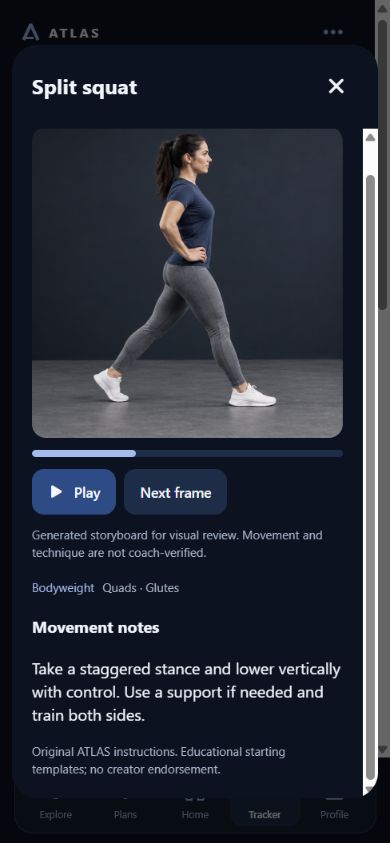 ATLAS
Split squat
Play
Next frame
Generated storyboard for visual review. Movement and
technique are not coach-verified.
Bodyweight Quads · Glutes
Movement notes
Take a staggered stance and lower vertically
with control. Use a support if needed and
train both sides.
Original ATLAS instructions. Educational starting
templates; no creator endorsement.
Explore
Plans
Home
Tracker
Profile